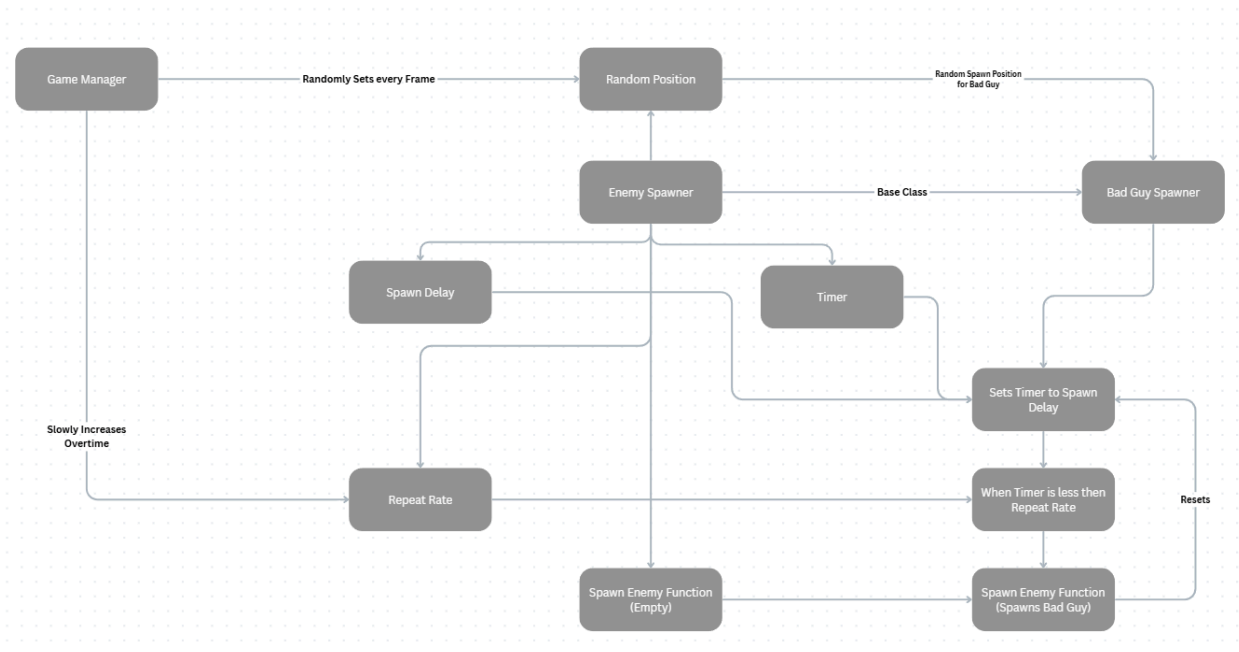 Game Manager
Randomly Sets every Frame
Random Position
Random Spawn Position
for Bad Guy
Enemy Spawner
Base Class
Bad Guy Spawner
Spawn Delay
Timer
Sets Timer to Spawn
Delay
Slowly Increases
Overtime
Repeat Rate
When Timer is less then
Repeat Rate
Resets
Spawn Enemy Function
(Empty)
Spawn Enemy Function
(Spawns Bad Guy)